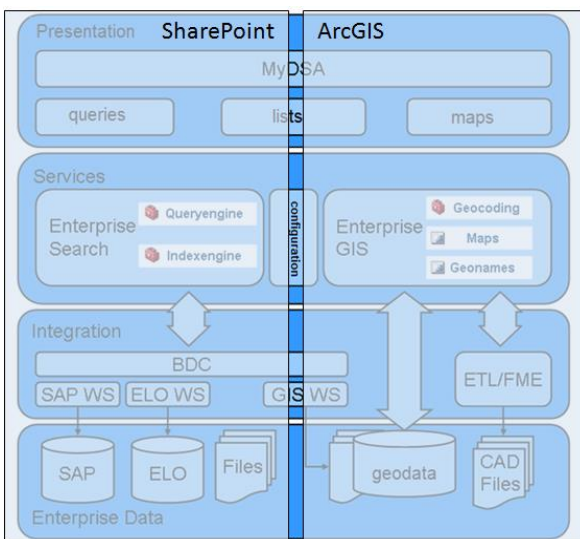 Presentation
SharePoint
ArcGIS
MyDSA
queries
lists
maps
Services
Enterprise
Search
Queryengine
Indexengine
configuration
Enterprise
GIS
Geocoding
Maps
Geonames
Integration
BDC
SAP WS
ELO WS
GIS WS
ETL/FME
SAP
ELO
Files
geodata
CAD
Files
Enterprise Data